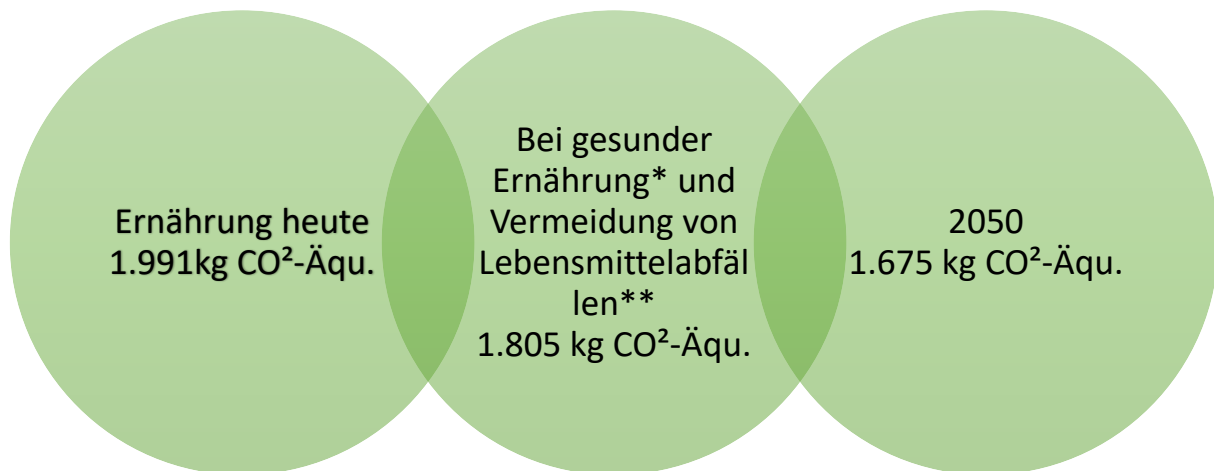 Ernährung heute
1.991kg CO²-Äqu.
Bei gesunder
Ernährung* und
Vermeidung von
Lebensmittelabfäl
len**
1.805 kg CO²-Äqu.
2050
1.675 kg CO²-Äqu.